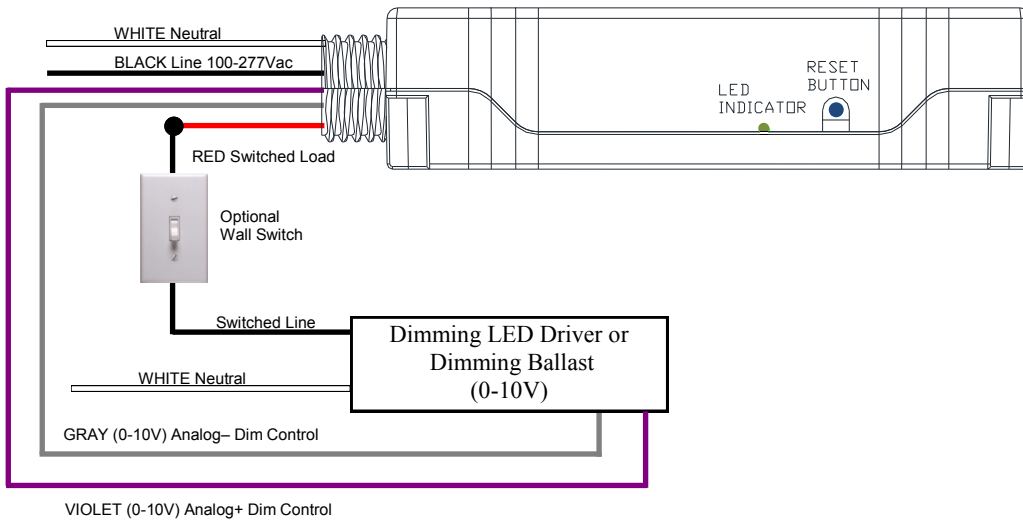 WHITE Neutral
BLACK Line 100-277Vac
RESET
BUTTON
LED
INDICATOR
RED Switched Load
Optional
Wall Switch
Switched Line
Dimming LED Driver or
Dimming Ballast
(0-10V)
WHITE Neutral
GRAY (0-10V) Analog– Dim Control
VIOLET (0-10V) Analog+ Dim Control